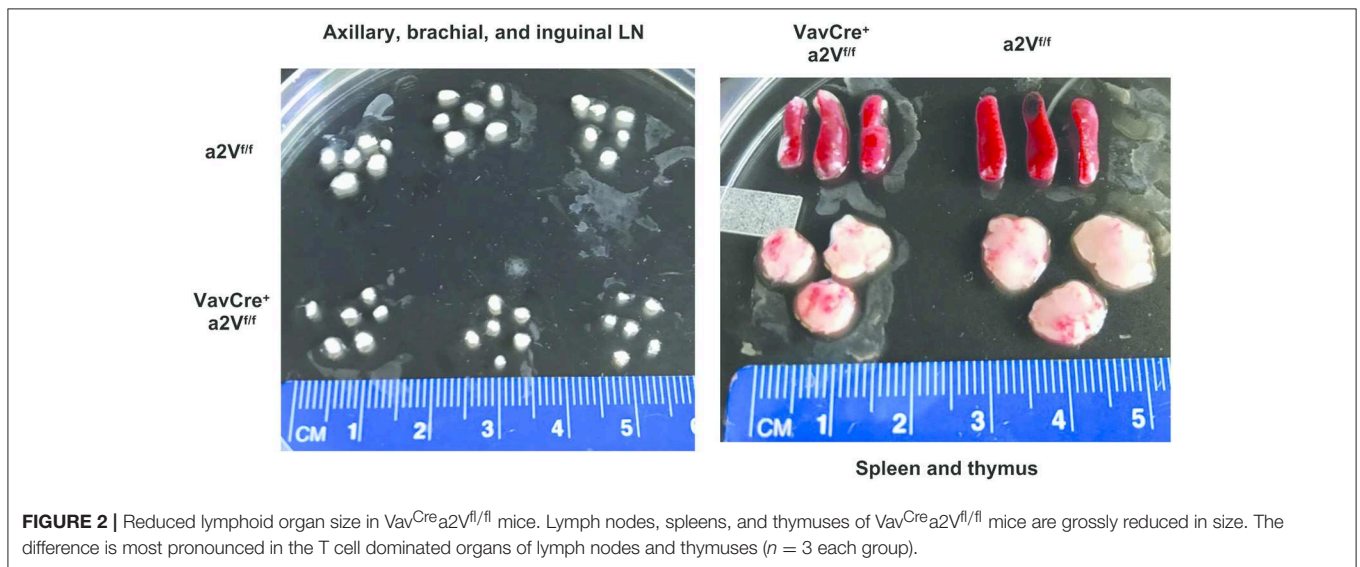 Axillary, brachial, and inguinal LN
VavCre⁺
a2Vᶠ/ᶠ
a2Vᶠ/ᶠ
a2Vᶠ/ᶠ
VavCre⁺
a2Vᶠ/ᶠ
CM 1 2 3 4 5 6
CM 1 2 3 4 5
Spleen and thymus
FIGURE 2 | Reduced lymphoid organ size in Vavᶜʳᵉa2Vᶠˡ/ᶠˡ mice. Lymph nodes, spleens, and thymuses of Vavᶜʳᵉa2Vᶠˡ/ᶠˡ mice are grossly reduced in size. The
difference is most pronounced in the T cell dominated organs of lymph nodes and thymuses (n = 3 each group).